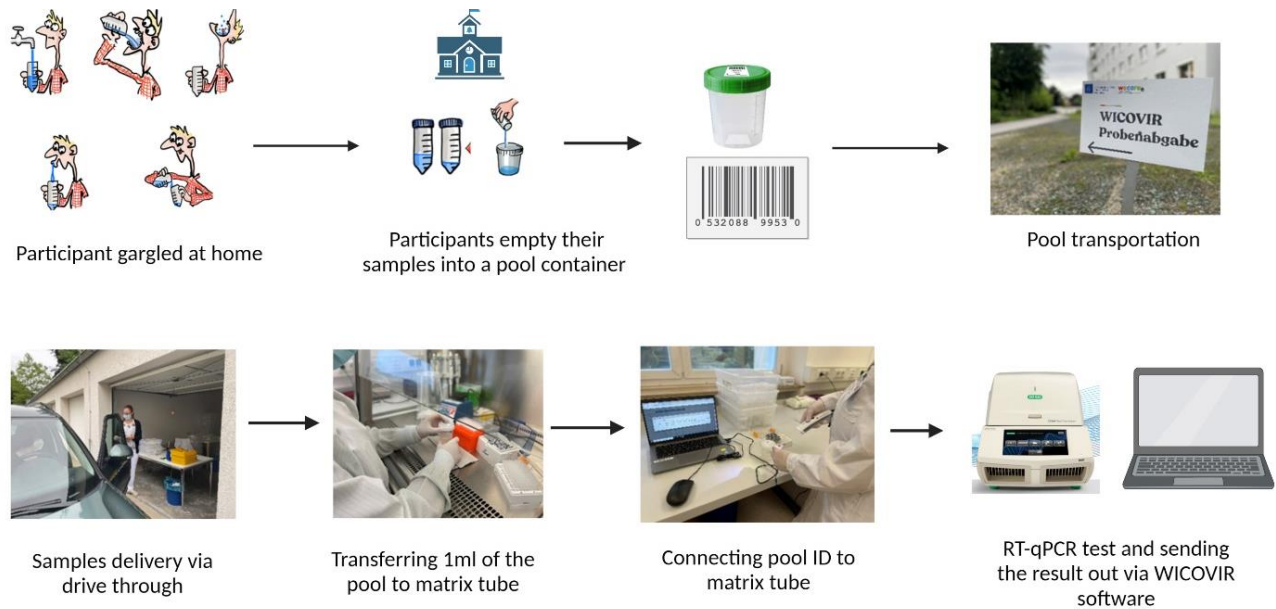 Participant gargled at home
Participants empty their
samples into a pool container
0 532088 9953 0
WICOVIR
Probenabgabe
Pool transportation
Samples delivery via
drive through
Transferring 1ml of the
pool to matrix tube
Connecting pool ID to
matrix tube
RT-qPCR test and sending
the result out via WICOVIR
software